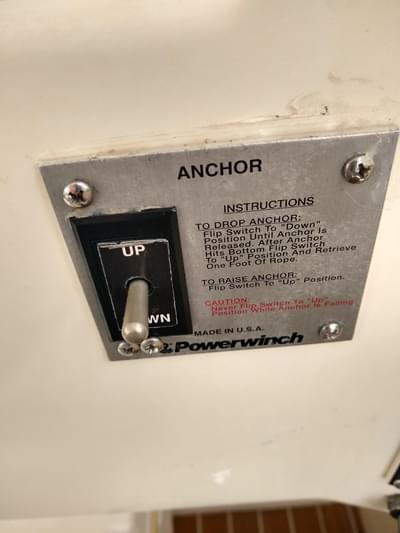 ANCHOR
INSTRUCTIONS
TO DROP ANCHOR:
Flip Switch To "Down"
Position Until Anchor Is
Released. After Anchor
Hits Bottom Flip Switch
To "Up" Position And Retrieve
One Foot Of Rope.
TO RAISE ANCHOR:
Flip Switch To "Up" Position.
CAUTION:
Never Flip Switch To "Up"
Position While Anchor Is Falling
UP
WN
MADE IN U.S.A.
Powerwinch